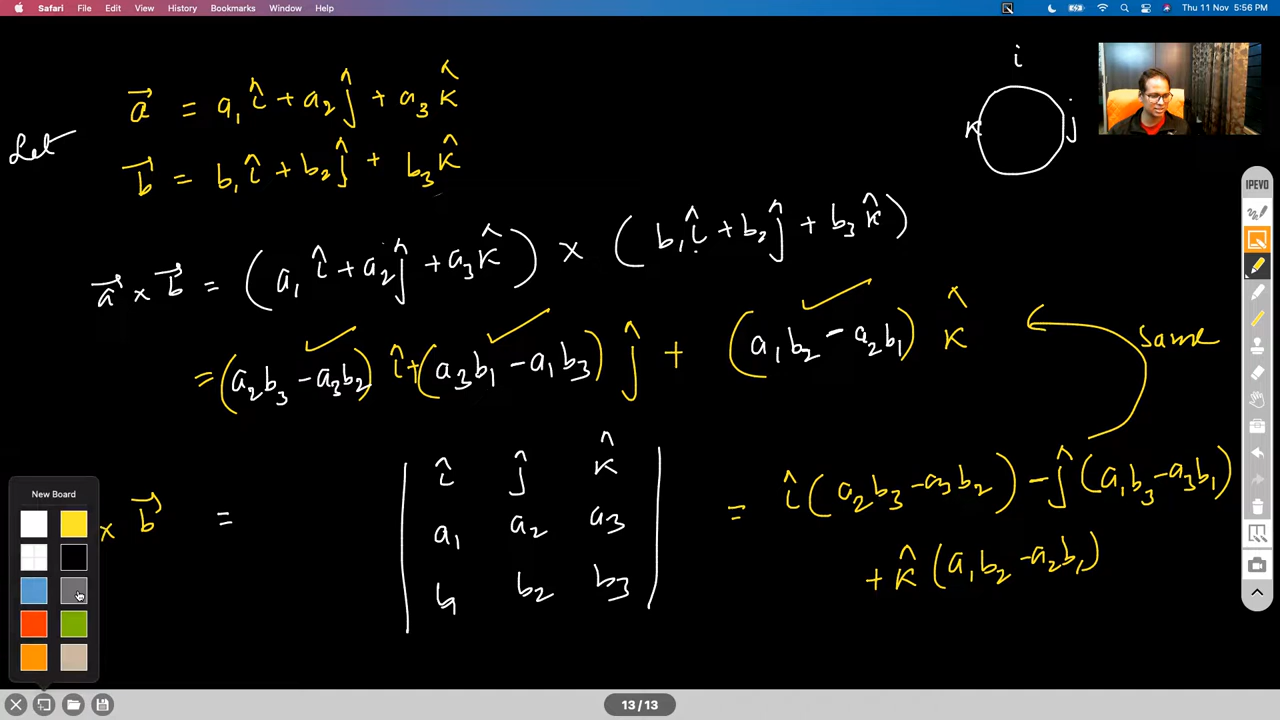 Safari File Edit View History Bookmarks Window Help Thu 11 Nov 5:56 PM
i
k j
Let a⃗ = a₁î + a₂ĵ + a₃k̂
b⃗ = b₁î + b₂ĵ + b₃k̂
a⃗ × b⃗ = (a₁î + a₂ĵ + a₃k̂) × (b₁î + b₂ĵ + b₃k̂)
= (a₂b₃ - a₃b₂) î + (a₃b₁ - a₁b₃) ĵ + (a₁b₂ - a₂b₁) k̂
same
× b⃗ = | î ĵ k̂ |
| a₁ a₂ a₃ |
| b₁ b₂ b₃ |
= î(a₂b₃ - a₃b₂) - ĵ(a₁b₃ - a₃b₁)
+ k̂(a₁b₂ - a₂b₁)
New Board
IPEVO
13/13